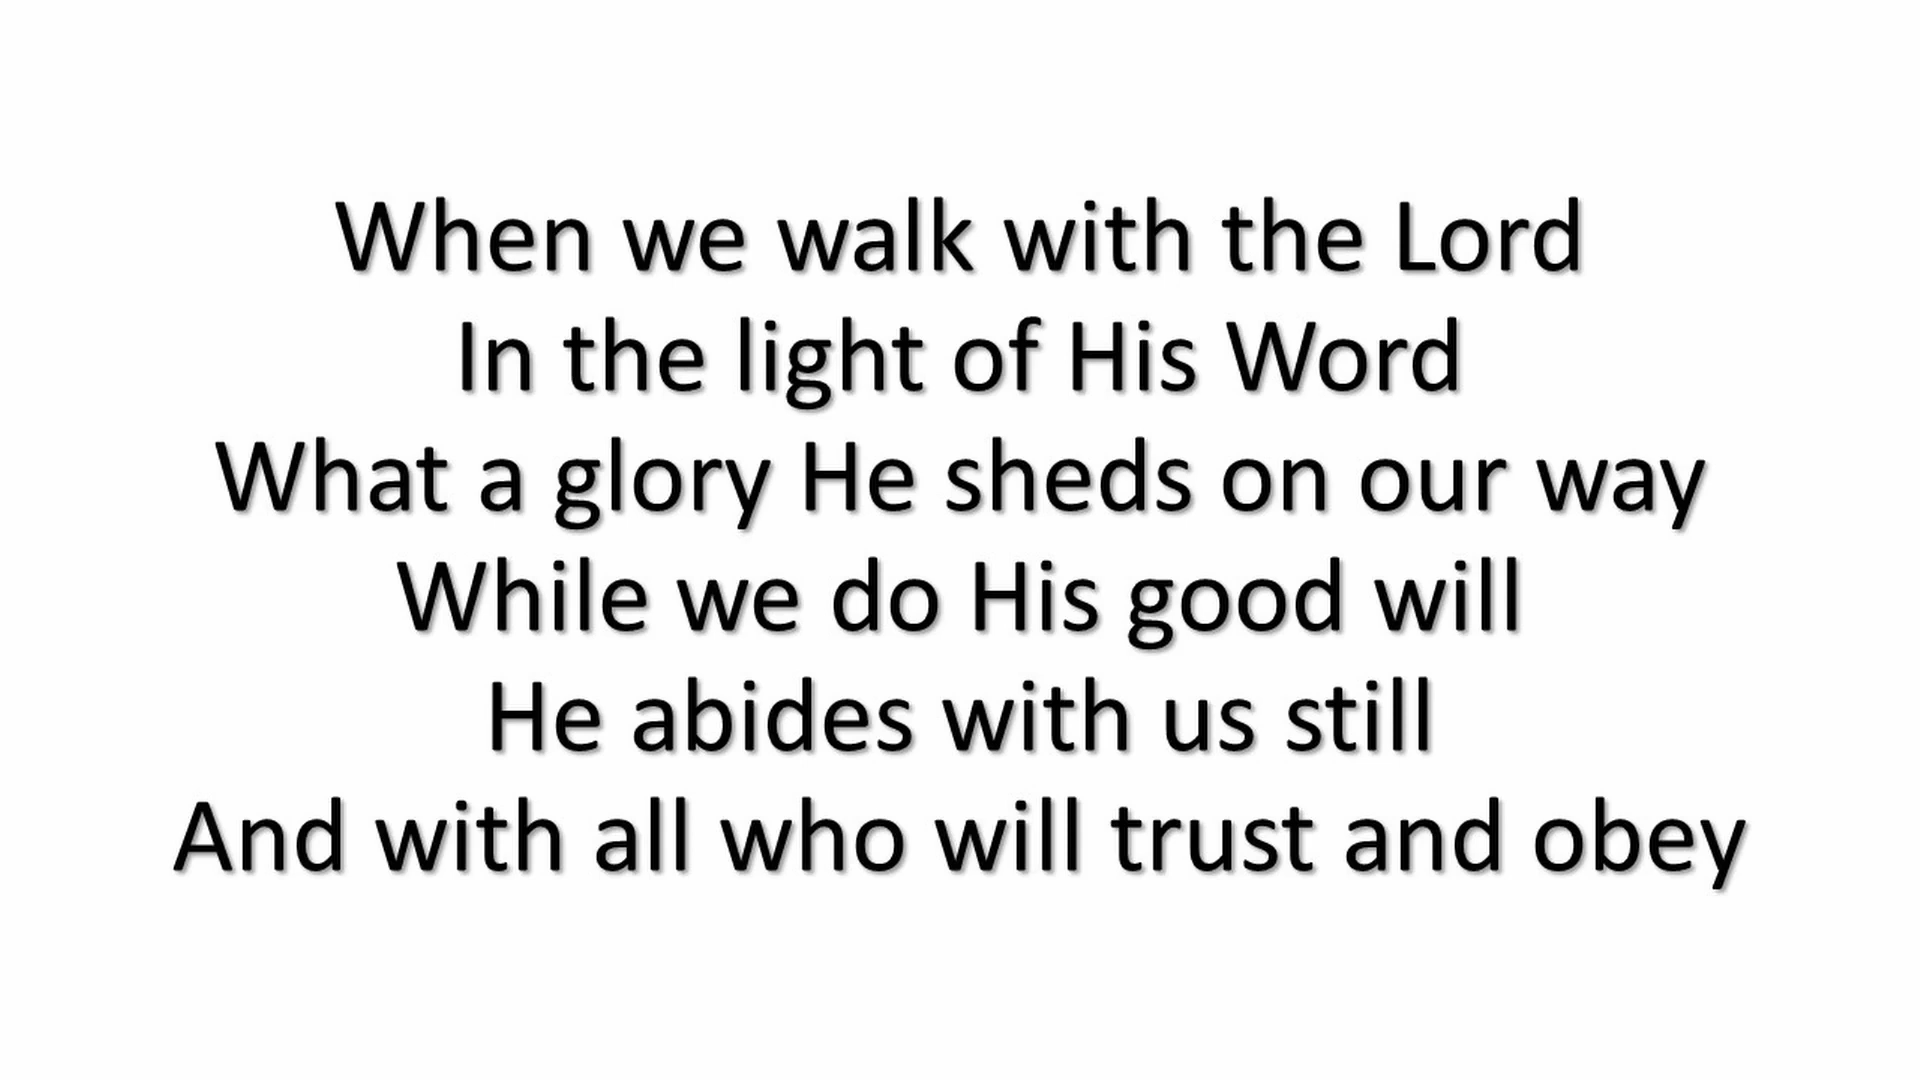 When we walk with the Lord
In the light of His Word
What a glory He sheds on our way
While we do His good will
He abides with us still
And with all who will trust and obey